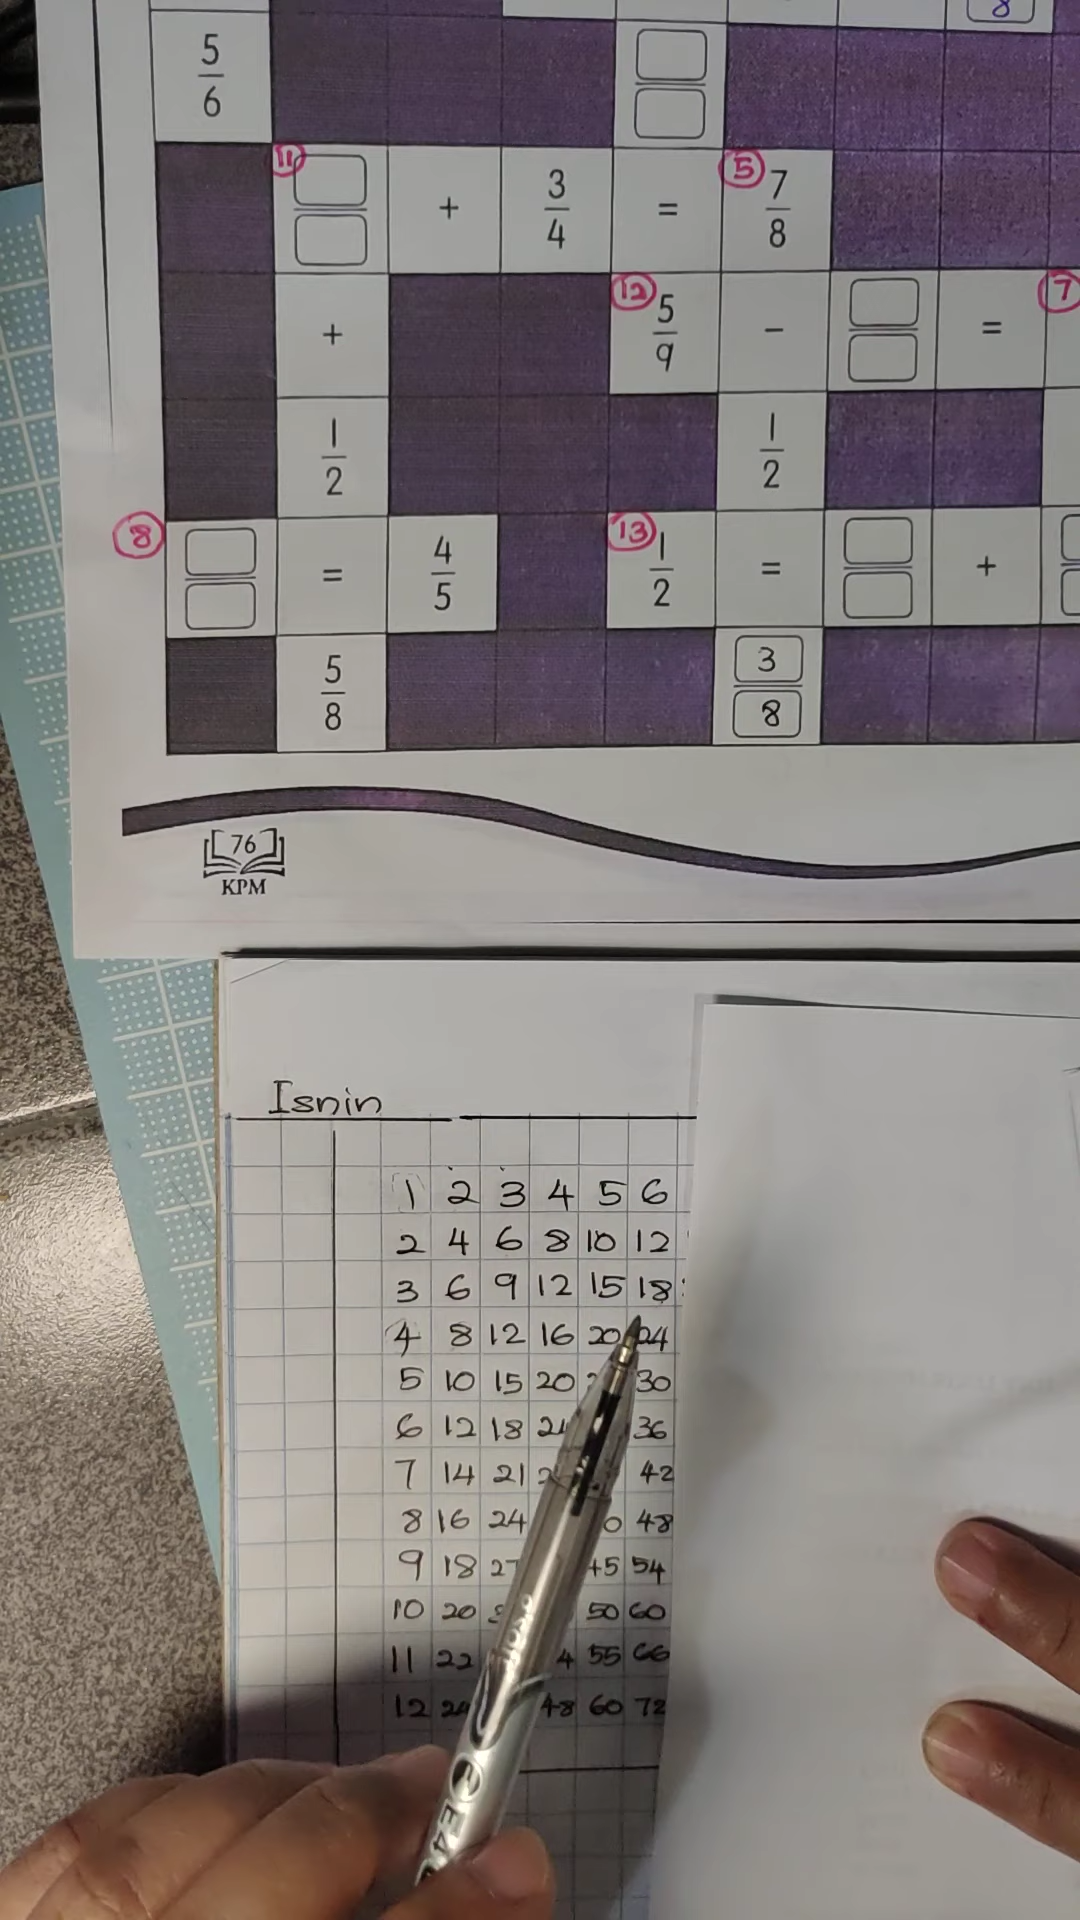 8
5/6
11 + 3/4 = 5 7/8
+ 12 5/9 - = 7
1/2 1/2
8 = 4/5 13 1/2 = +
5/8 3/8
76
KPM
Isnin
1 2 3 4 5 6
2 4 6 8 10 12
3 6 9 12 15 18
4 8 12 16 20 24
5 10 15 20 30
6 12 18 36
7 14 21 42
8 16 24 48
9 18 54
10 20 50 60
11 22 55 66
12 48 60 72